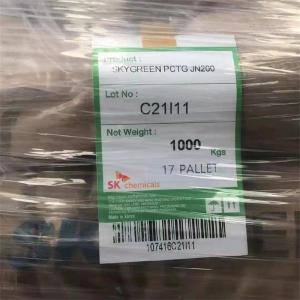 Product :
SKYGREEN PCTG JN200
Lot No :
C21I11
Net Weight :
1000 Kgs
17 PALLET
SK chemicals
107416C21I11